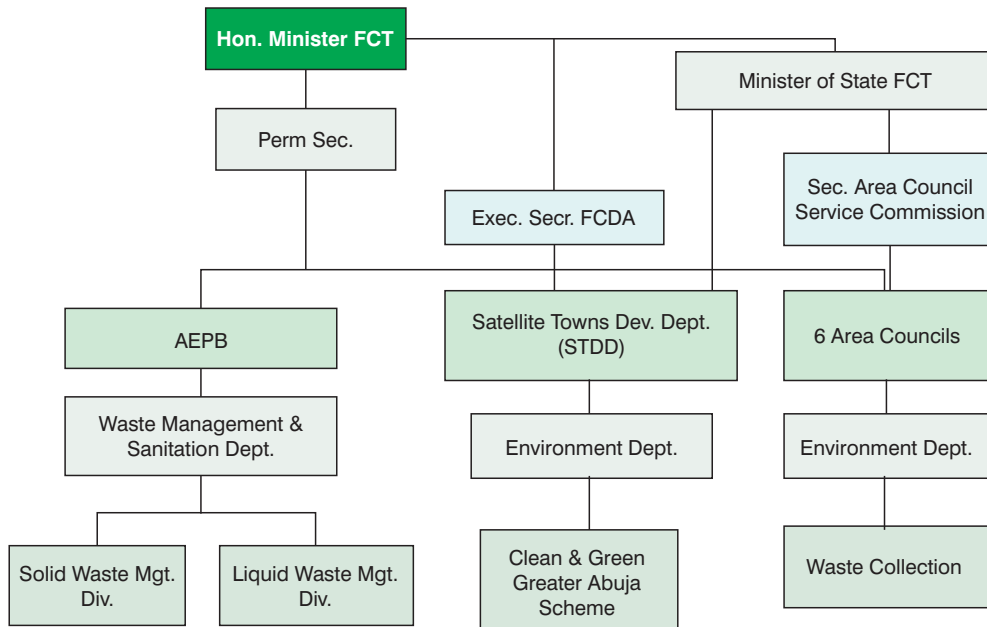 Hon. Minister FCT
Minister of State FCT
Perm Sec.
Sec. Area Council
Service Commission
Exec. Secr. FCDA
AEPB
Satellite Towns Dev. Dept.
(STDD)
6 Area Councils
Waste Management &
Sanitation Dept.
Environment Dept.
Environment Dept.
Solid Waste Mgt.
Div.
Liquid Waste Mgt.
Div.
Clean & Green
Greater Abuja
Scheme
Waste Collection